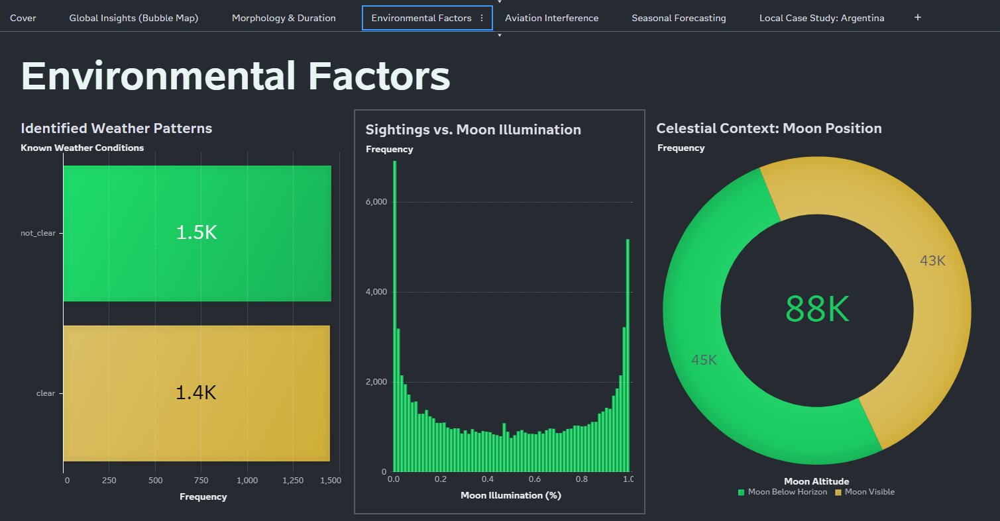 Cover Global Insights (Bubble Map) Morphology & Duration Environmental Factors ⋮ Aviation Interference Seasonal Forecasting Local Case Study: Argentina +
Environmental Factors
Identified Weather Patterns
Known Weather Conditions
not_clear
1.5K
clear
1.4K
0 250 500 750 1,000 1,250 1,500
Frequency
Sightings vs. Moon Illumination
Frequency
6,000
4,000
2,000
0
0.0 0.2 0.4 0.6 0.8 1.0
Moon Illumination (%)
Celestial Context: Moon Position
Frequency
43K
88K
45K
Moon Altitude
Moon Below Horizon Moon Visible